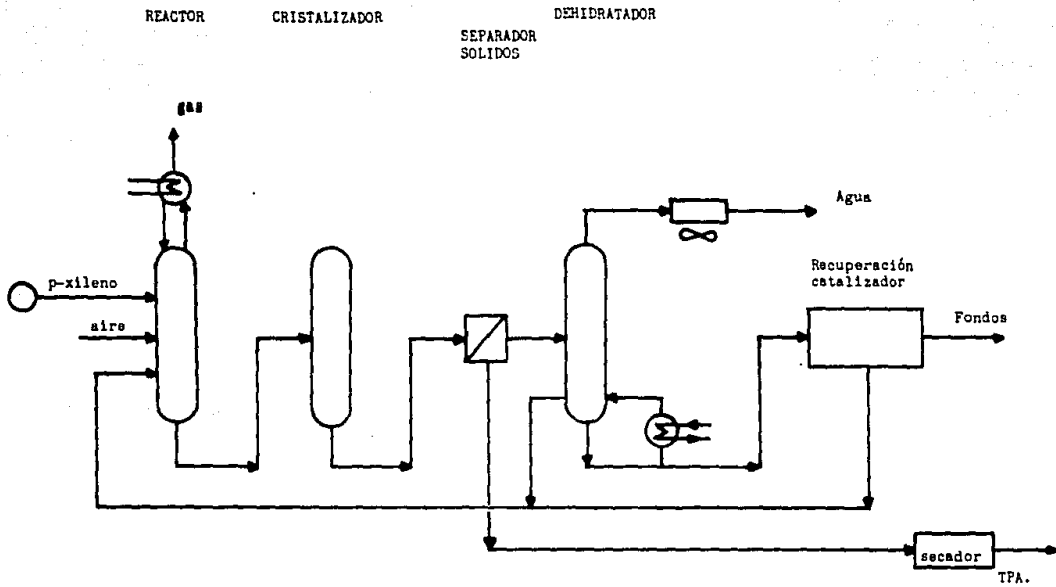 REACTOR
CRISTALIZADOR
DEHIDRATADOR
SEPARADOR
SOLIDOS
gas
Agua
p-xileno
Recuperación
catalizador
aire
Fondos
secador
TPA.